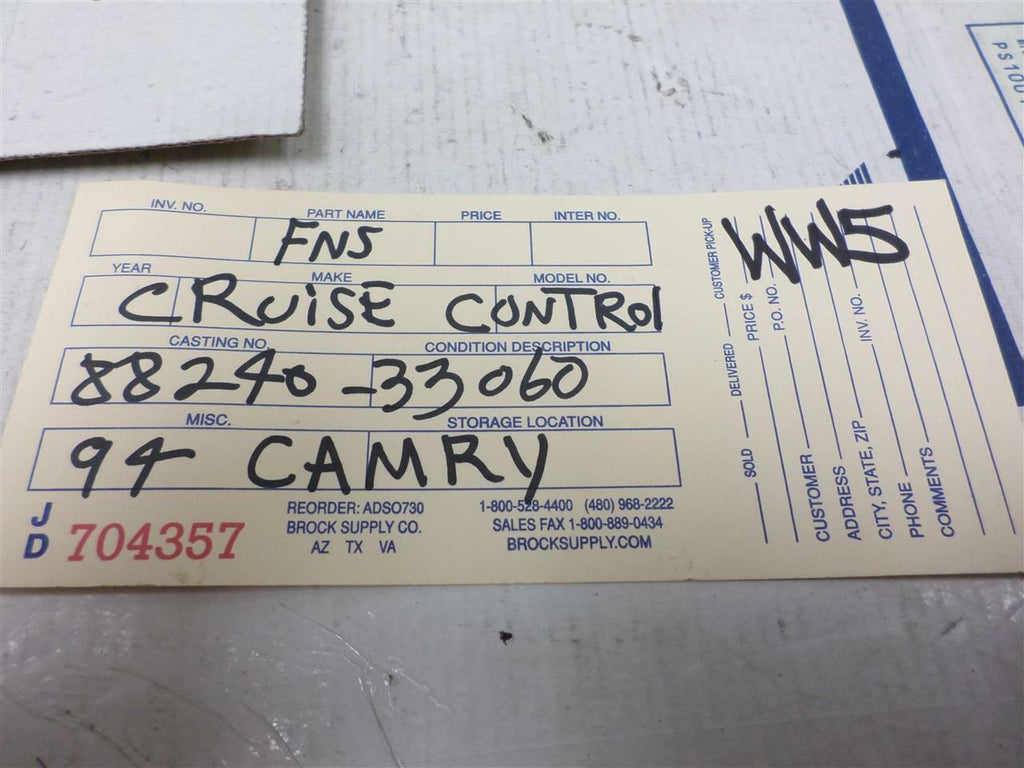 INV. NO. PART NAME PRICE INTER NO.
FNS
YEAR MAKE MODEL NO.
CRUiSE CONTROl
CASTING NO. CONDITION DESCRIPTION
88240-33060
MISC. STORAGE LOCATION
94 CAMRY
JD 704357
REORDER: ADSO730
BROCK SUPPLY CO.
AZ TX VA
1-800-528-4400 (480) 968-2222
SALES FAX 1-800-889-0434
BROCKSUPPLY.COM
WW5
SOLD DELIVERED CUSTOMER PICK-UP
PRICE $
P.O. NO.
CUSTOMER
ADDRESS
CITY, STATE, ZIP INV. NO.
PHONE
COMMENTS